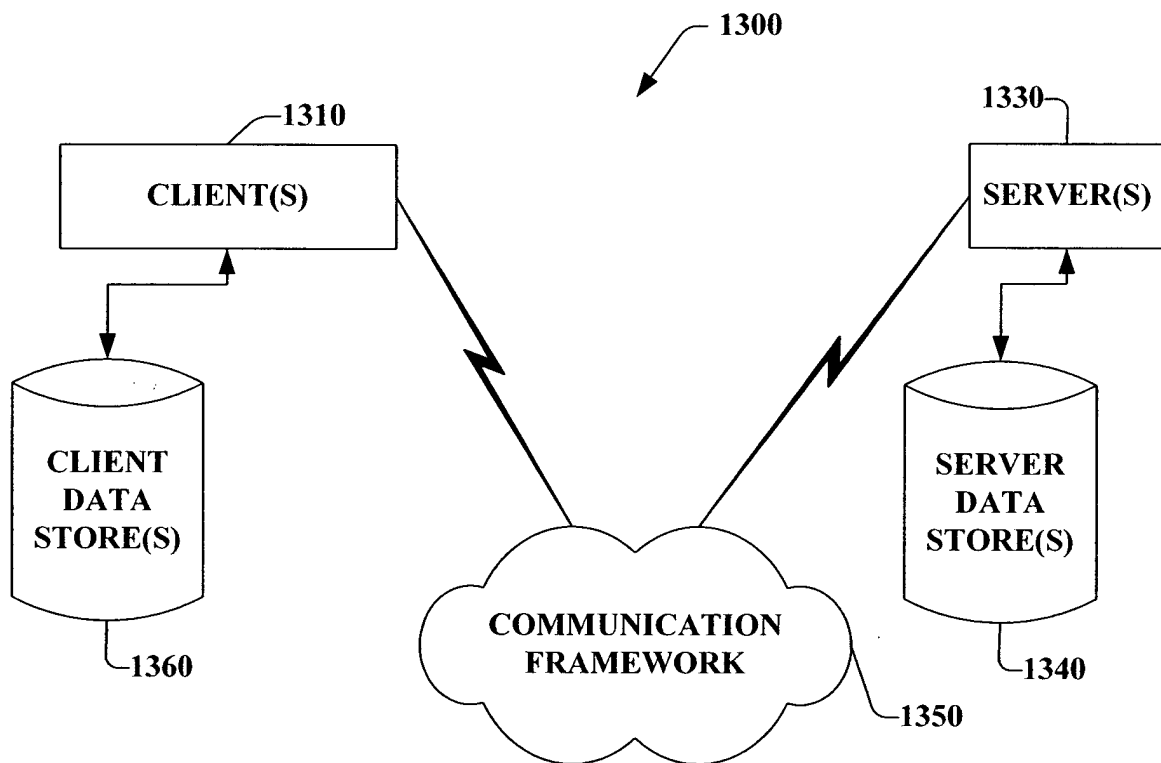 1300
1310
1330
CLIENT(S)
SERVER(S)
CLIENT
DATA
STORE(S)
SERVER
DATA
STORE(S)
COMMUNICATION
FRAMEWORK
1360
1340
1350